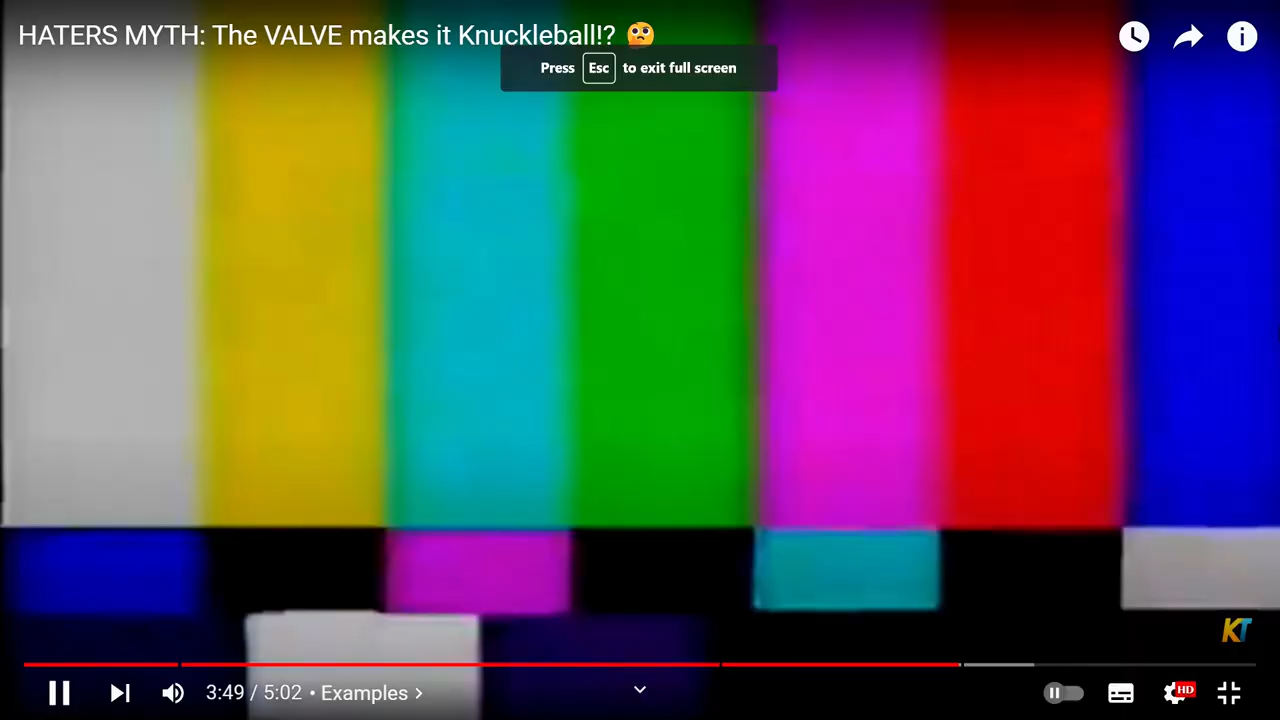 HATERS MYTH: The VALVE makes it Knuckleball!? 🙄
Press Esc to exit full screen
KT
3:49 / 5:02 • Examples ›
HD